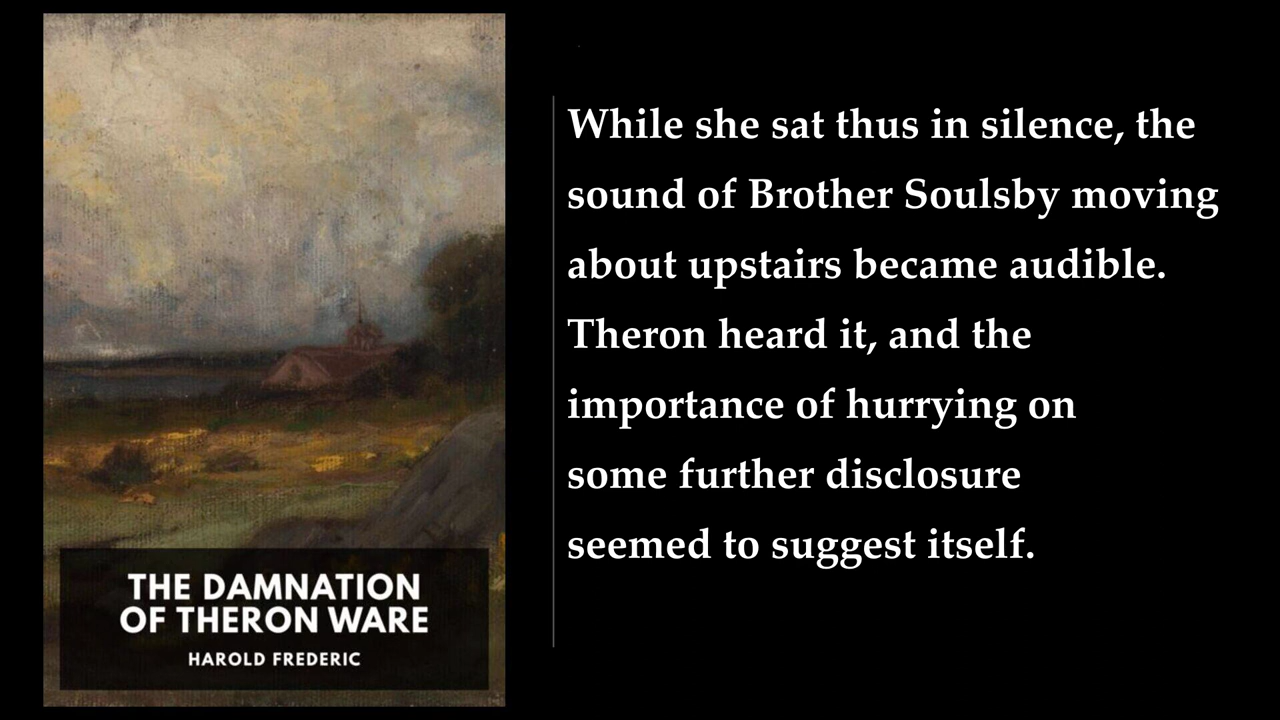 THE DAMNATION
OF THERON WARE
HAROLD FREDERIC
While she sat thus in silence, the
sound of Brother Soulsby moving
about upstairs became audible.
Theron heard it, and the
importance of hurrying on
some further disclosure
seemed to suggest itself.